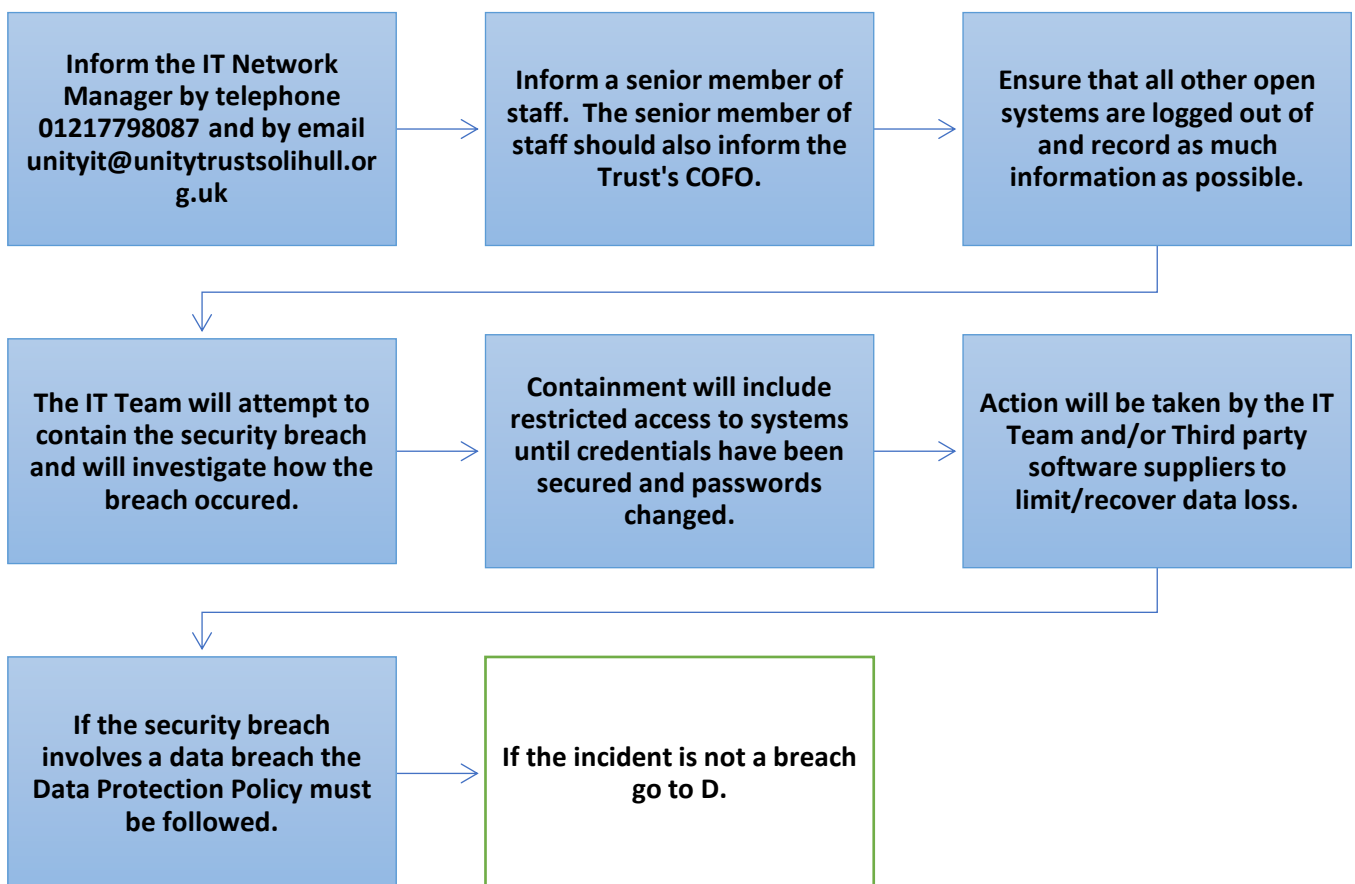 Inform the IT Network
Manager by telephone
01217798087 and by email
unityit@unitytrustsolihull.or
g.uk
Inform a senior member of
staff. The senior member of
staff should also inform the
Trust's COFO.
Ensure that all other open
systems are logged out of
and record as much
information as possible.
The IT Team will attempt to
contain the security breach
and will investigate how the
breach occured.
Containment will include
restricted access to systems
until credentials have been
secured and passwords
changed.
Action will be taken by the IT
Team and/or Third party
software suppliers to
limit/recover data loss.
If the security breach
involves a data breach the
Data Protection Policy must
be followed.
If the incident is not a breach
go to D.